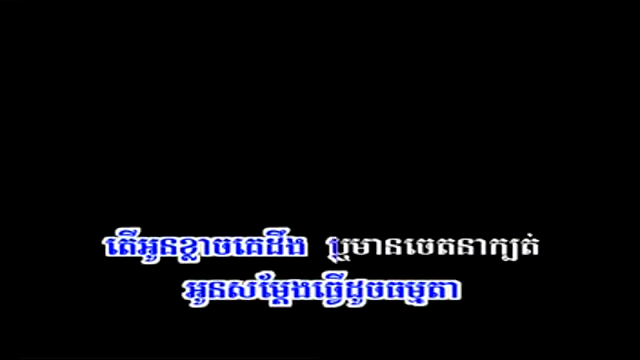 តើអូនខ្លាចគេដឹង ឬមានចេតនាក្បត់
អូនសម្ដែងធ្វើដូចធម្មតា